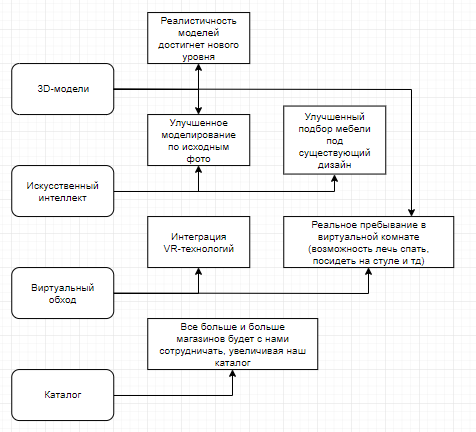 Реалистичность
моделей
достигнет нового
уровня
3D-модели
Улучшенное
моделирование
по исходным
фото
Улучшенный
подбор мебели
под
существующий
дизайн
Искусственный
интеллект
Интеграция
VR-технологий
Реальное пребывание в
виртуальной комнате
(возможность лечь спать,
посидеть на стуле и тд)
Виртуальный
обход
Все больше и больше
магазинов будет с нами
сотрудничать, увеличивая наш
каталог
Каталог